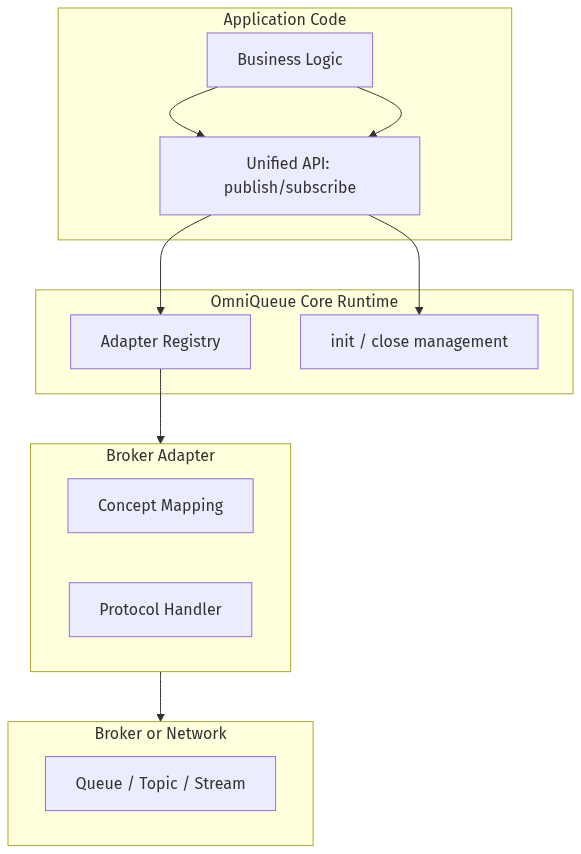 Application Code
Business Logic
Unified API:
publish/subscribe
OmniQueue Core Runtime
Adapter Registry
init / close management
Broker Adapter
Concept Mapping
Protocol Handler
Broker or Network
Queue / Topic / Stream